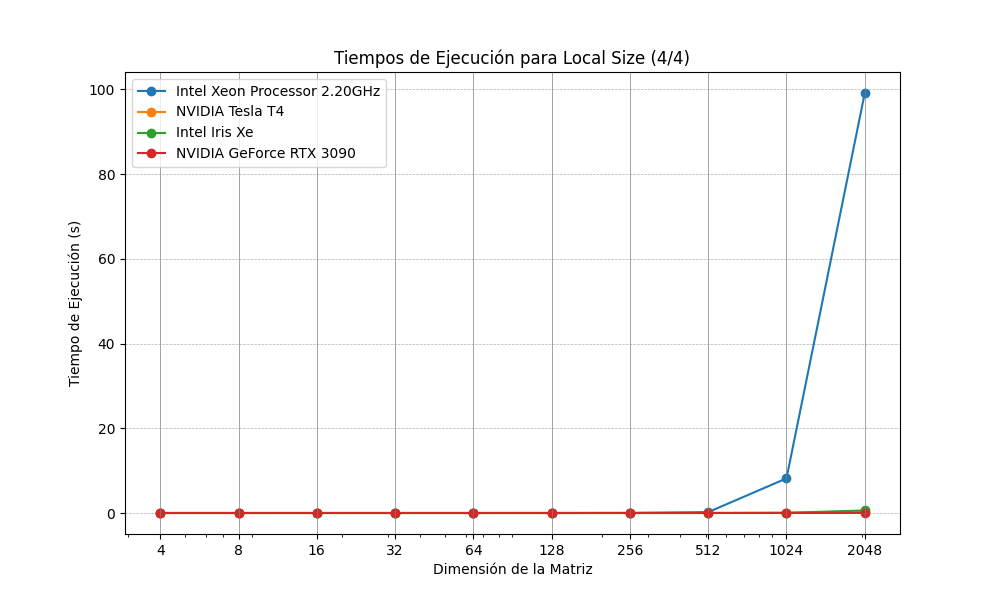 Tiempos de Ejecución para Local Size (4/4)
Intel Xeon Processor 2.20GHz
NVIDIA Tesla T4
Intel Iris Xe
NVIDIA GeForce RTX 3090
Tiempo de Ejecución (s)
100
80
60
40
20
0
4 8 16 32 64 128 256 512 1024 2048
Dimensión de la Matriz